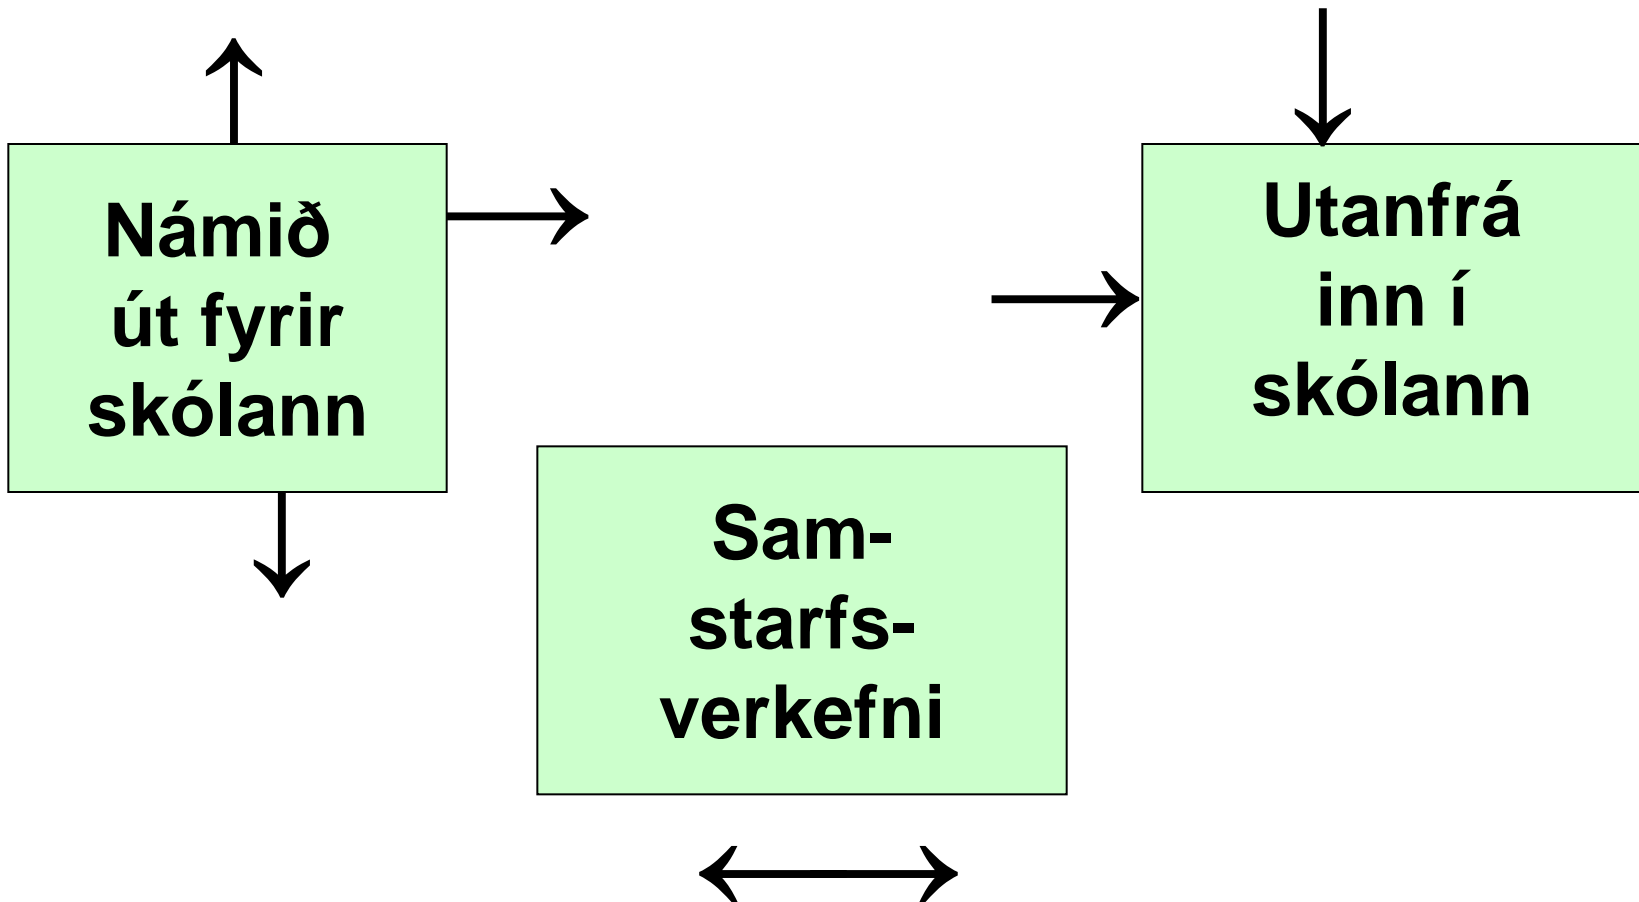 Námið
út fyrir
skólann
Utanfrá
inn í
skólann
Sam-
starfs-
verkefni